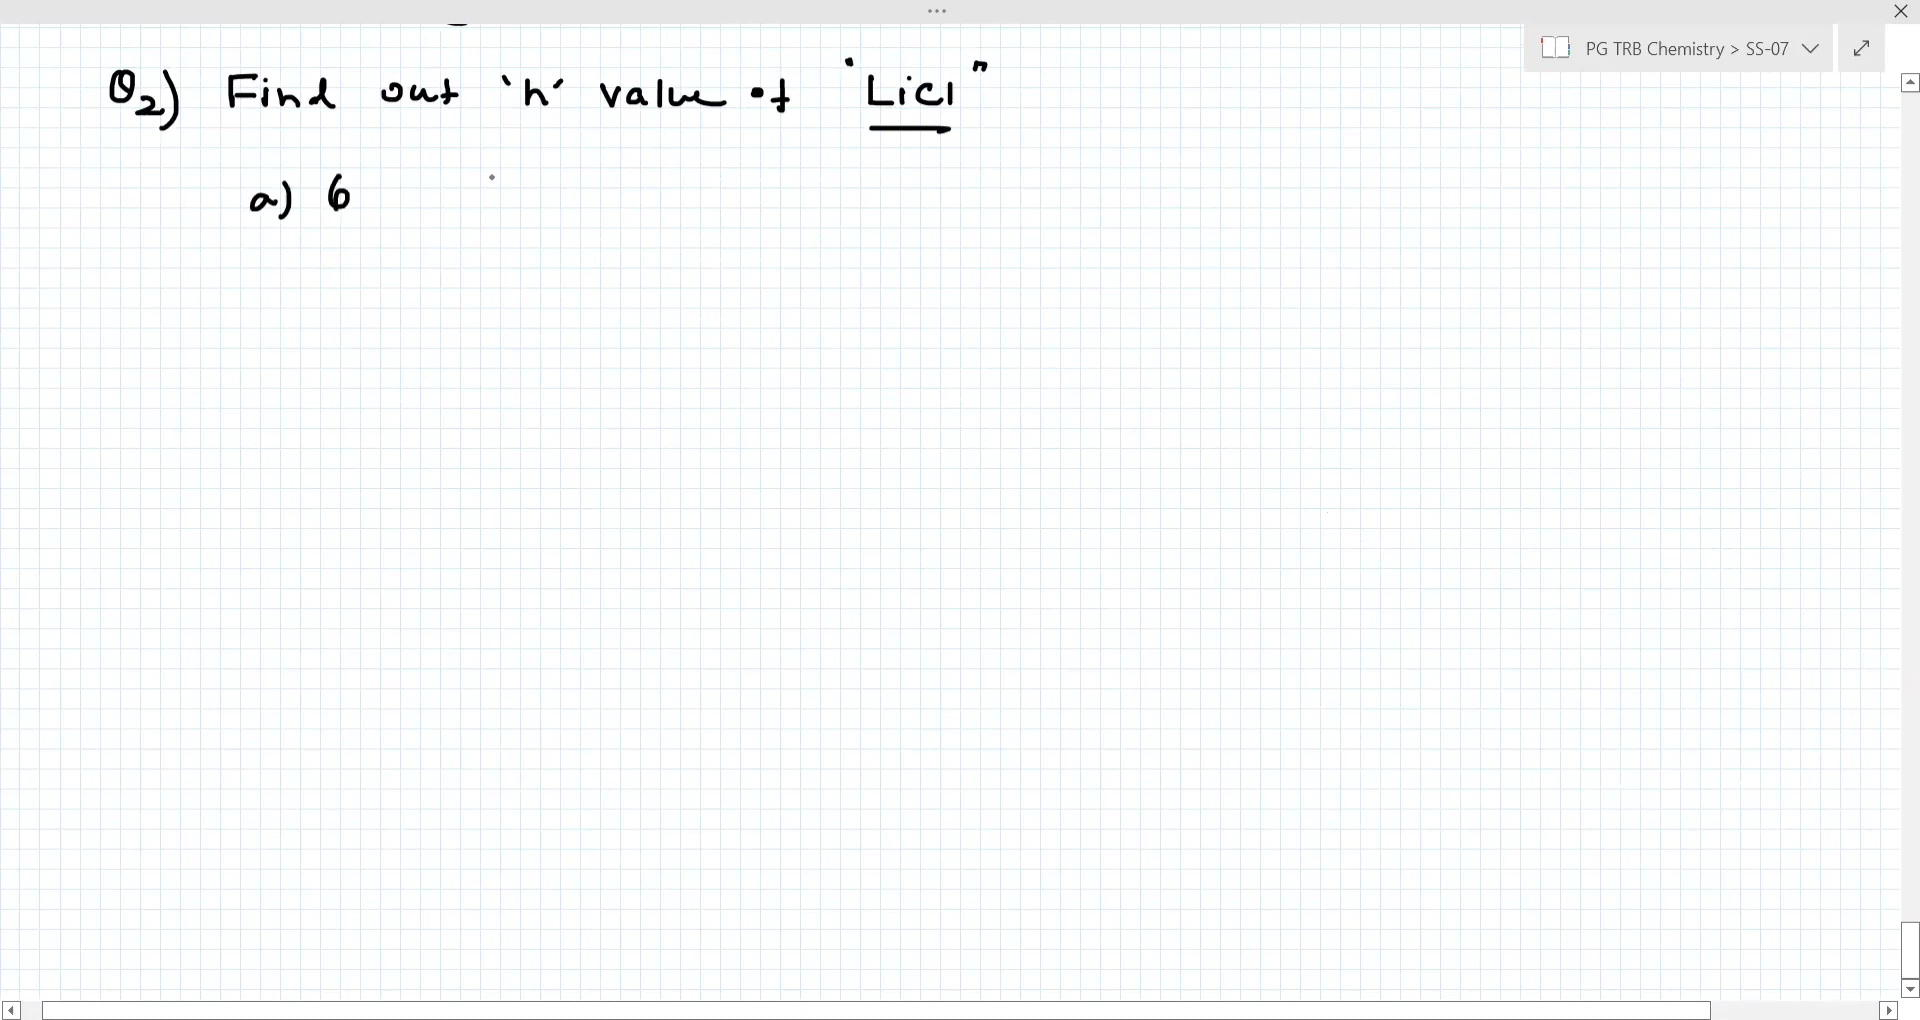 PG TRB Chemistry > SS-07
Q2) Find out 'n' value of "LiCl"
a) 6